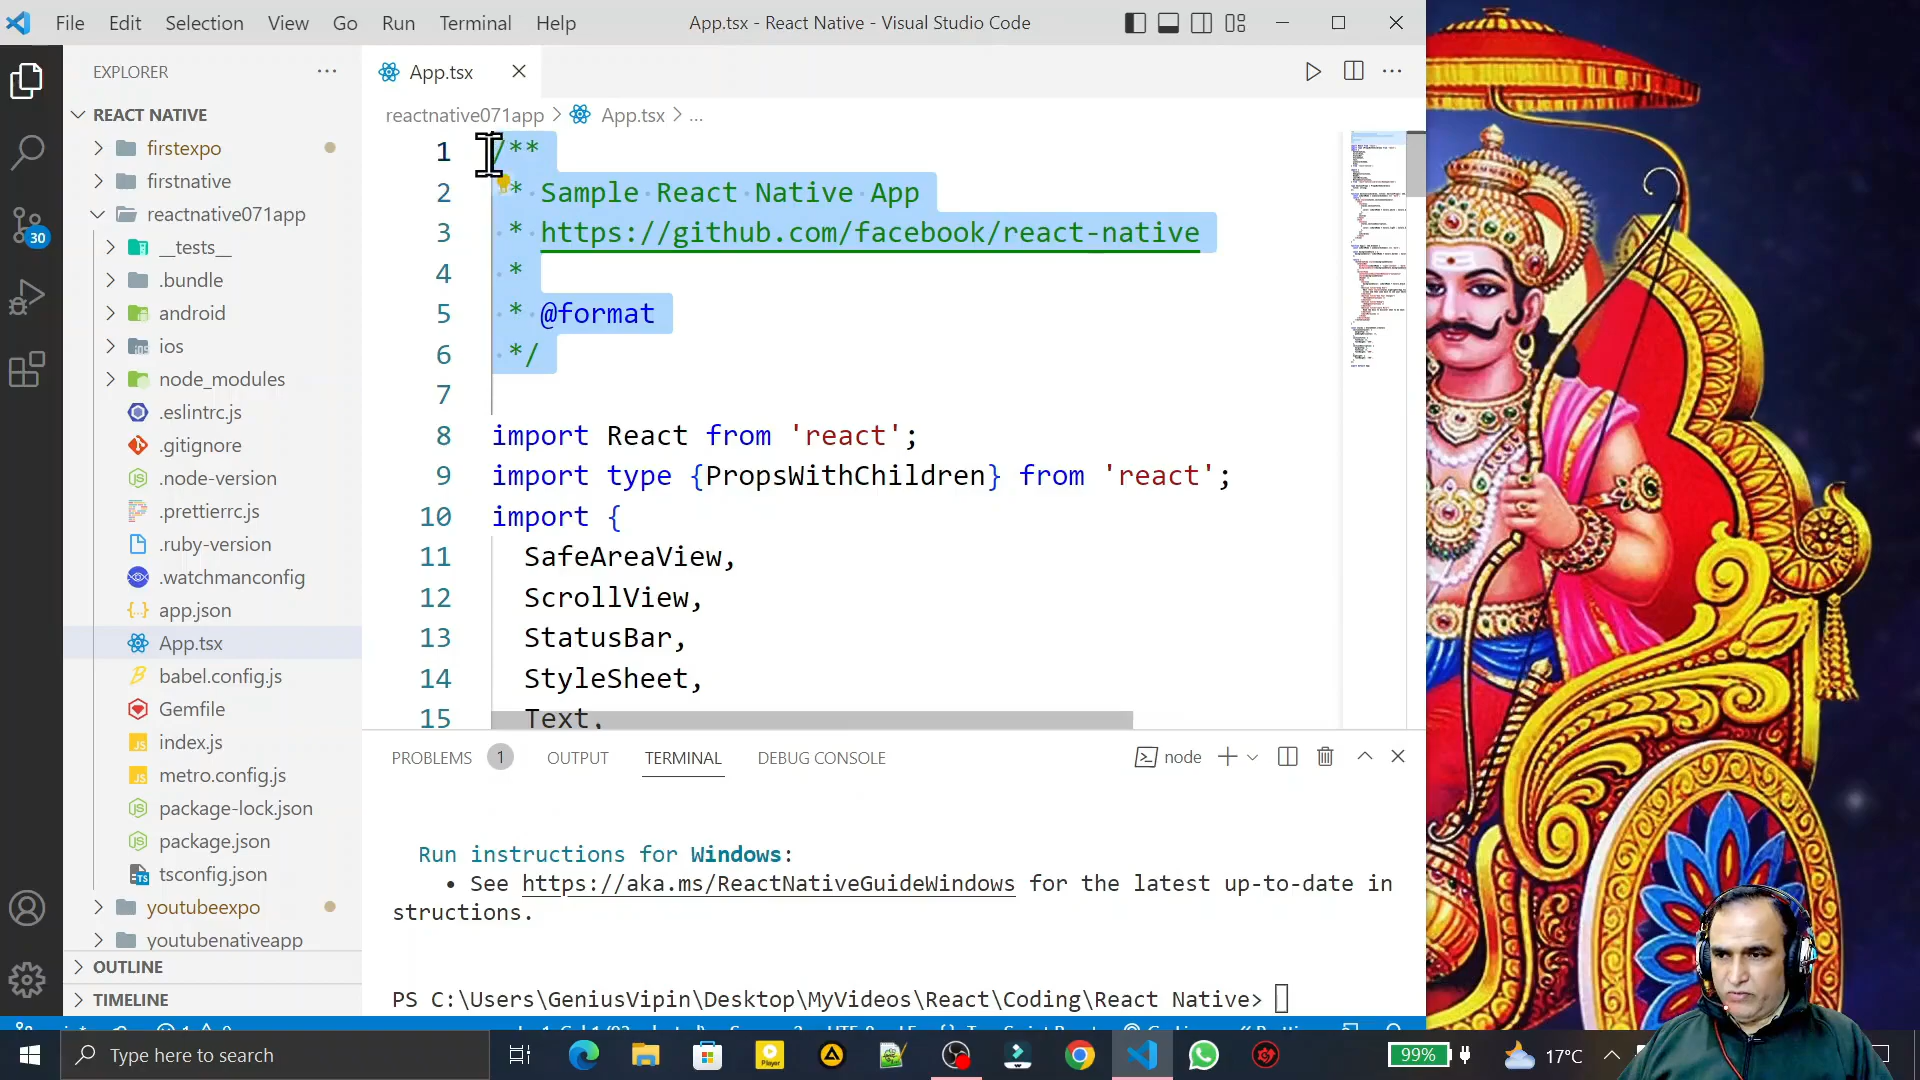 File Edit Selection View Go Run Terminal Help
App.tsx - React Native - Visual Studio Code
EXPLORER
REACT NATIVE
firstexpo
firstnative
reactnative071app
__tests__
.bundle
android
ios
node_modules
.eslintrc.js
.gitignore
.node-version
.prettierrc.js
.ruby-version
.watchmanconfig
app.json
App.tsx
babel.config.js
Gemfile
index.js
metro.config.js
package-lock.json
package.json
tsconfig.json
youtubeexpo
youtubenativeapp
OUTLINE
TIMELINE
30
App.tsx
reactnative071app > App.tsx > ...
1 /**
2 * Sample React Native App
3 * https://github.com/facebook/react-native
4 *
5 * @format
6 */
7
8 import React from 'react';
9 import type {PropsWithChildren} from 'react';
10 import {
11 SafeAreaView,
12 ScrollView,
13 StatusBar,
14 StyleSheet,
15 Text,
PROBLEMS 1 OUTPUT TERMINAL DEBUG CONSOLE
node
Run instructions for Windows:
• See https://aka.ms/ReactNativeGuideWindows for the latest up-to-date in
structions.
PS C:\Users\GeniusVipin\Desktop\MyVideos\React\Coding\React Native>
Type here to search
99%
17°C